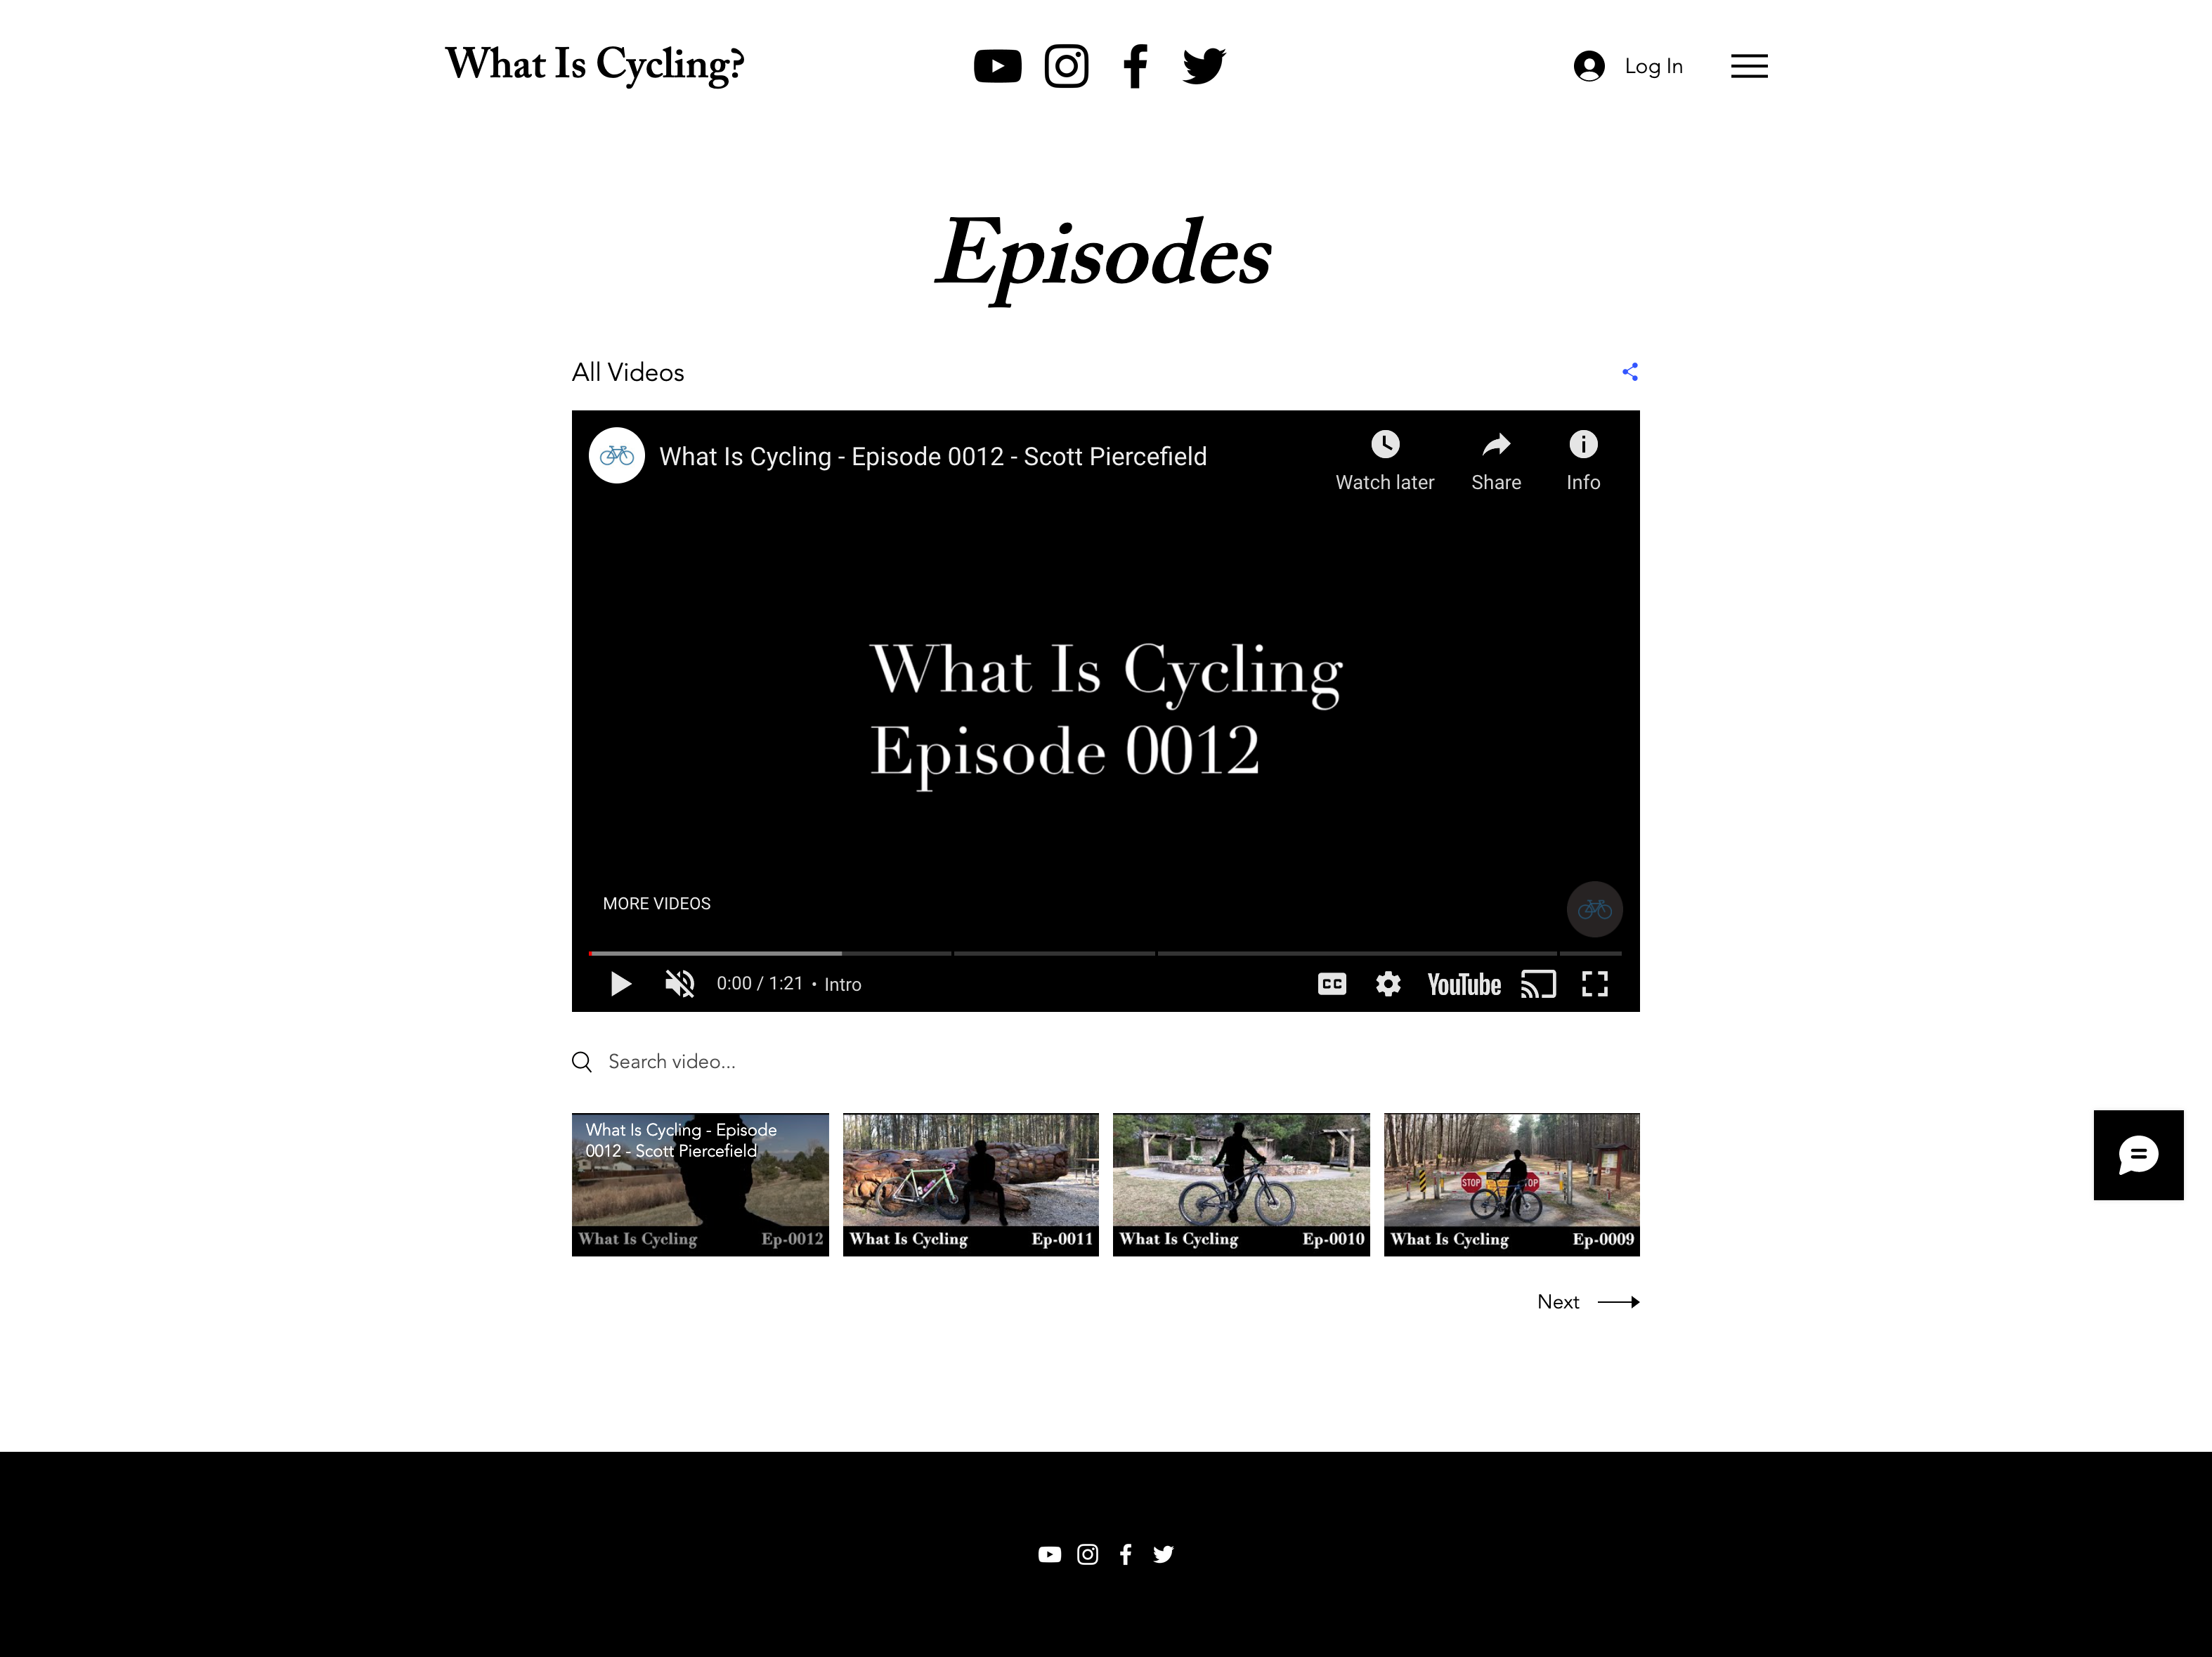 What Is Cycling?
Log In
Episodes
All Videos
What Is Cycling - Episode 0012 - Scott Piercefield
Watch later
Share
Info
What Is Cycling
Episode 0012
MORE VIDEOS
0:00 / 1:21 • Intro
CC
YouTube
Search video...
What Is Cycling - Episode
0012 - Scott Piercefield
What Is Cycling Ep-0012
What Is Cycling Ep-0011
What Is Cycling Ep-0010
STOP
OP
What Is Cycling Ep-0009
Next